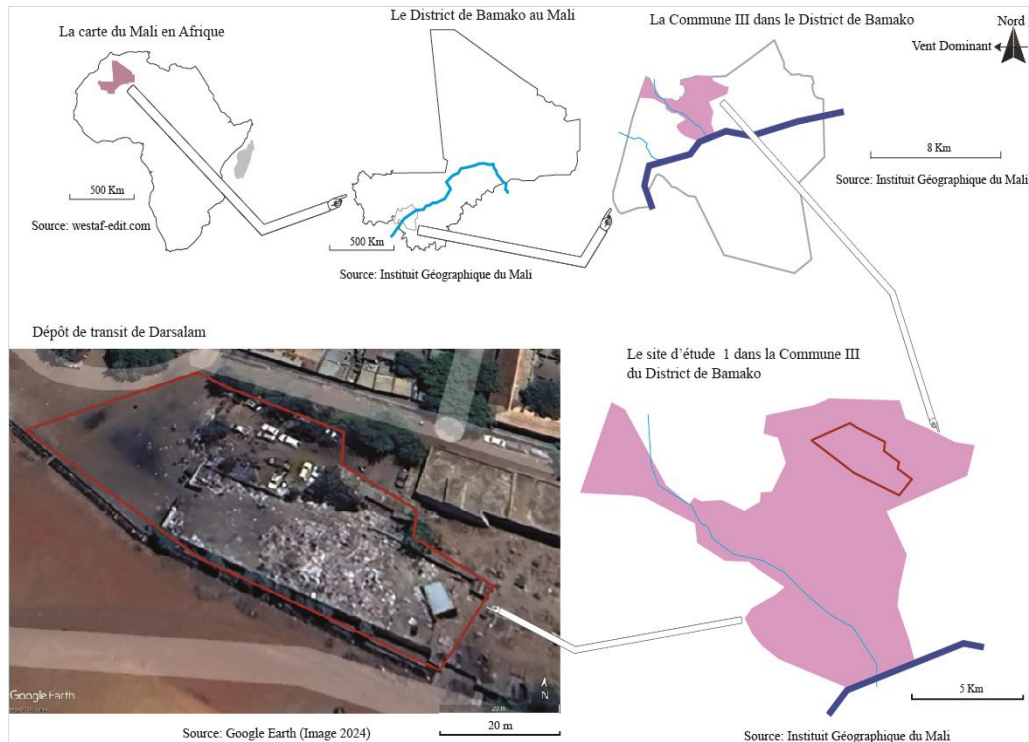 La carte du Mali en Afrique
500 Km
Source: westaf-edit.com
Le District de Bamako au Mali
500 Km
Source: Instituit Géographique du Mali
La Commune III dans le District de Bamako
Nord
Vent Dominant
8 Km
Source: Instituit Géographique du Mali
Dépôt de transit de Darsalam
Google Earth
N
20 m
Source: Google Earth (Image 2024)
Le site d'étude 1 dans la Commune III
du District de Bamako
5 Km
Source: Instituit Géographique du Mali